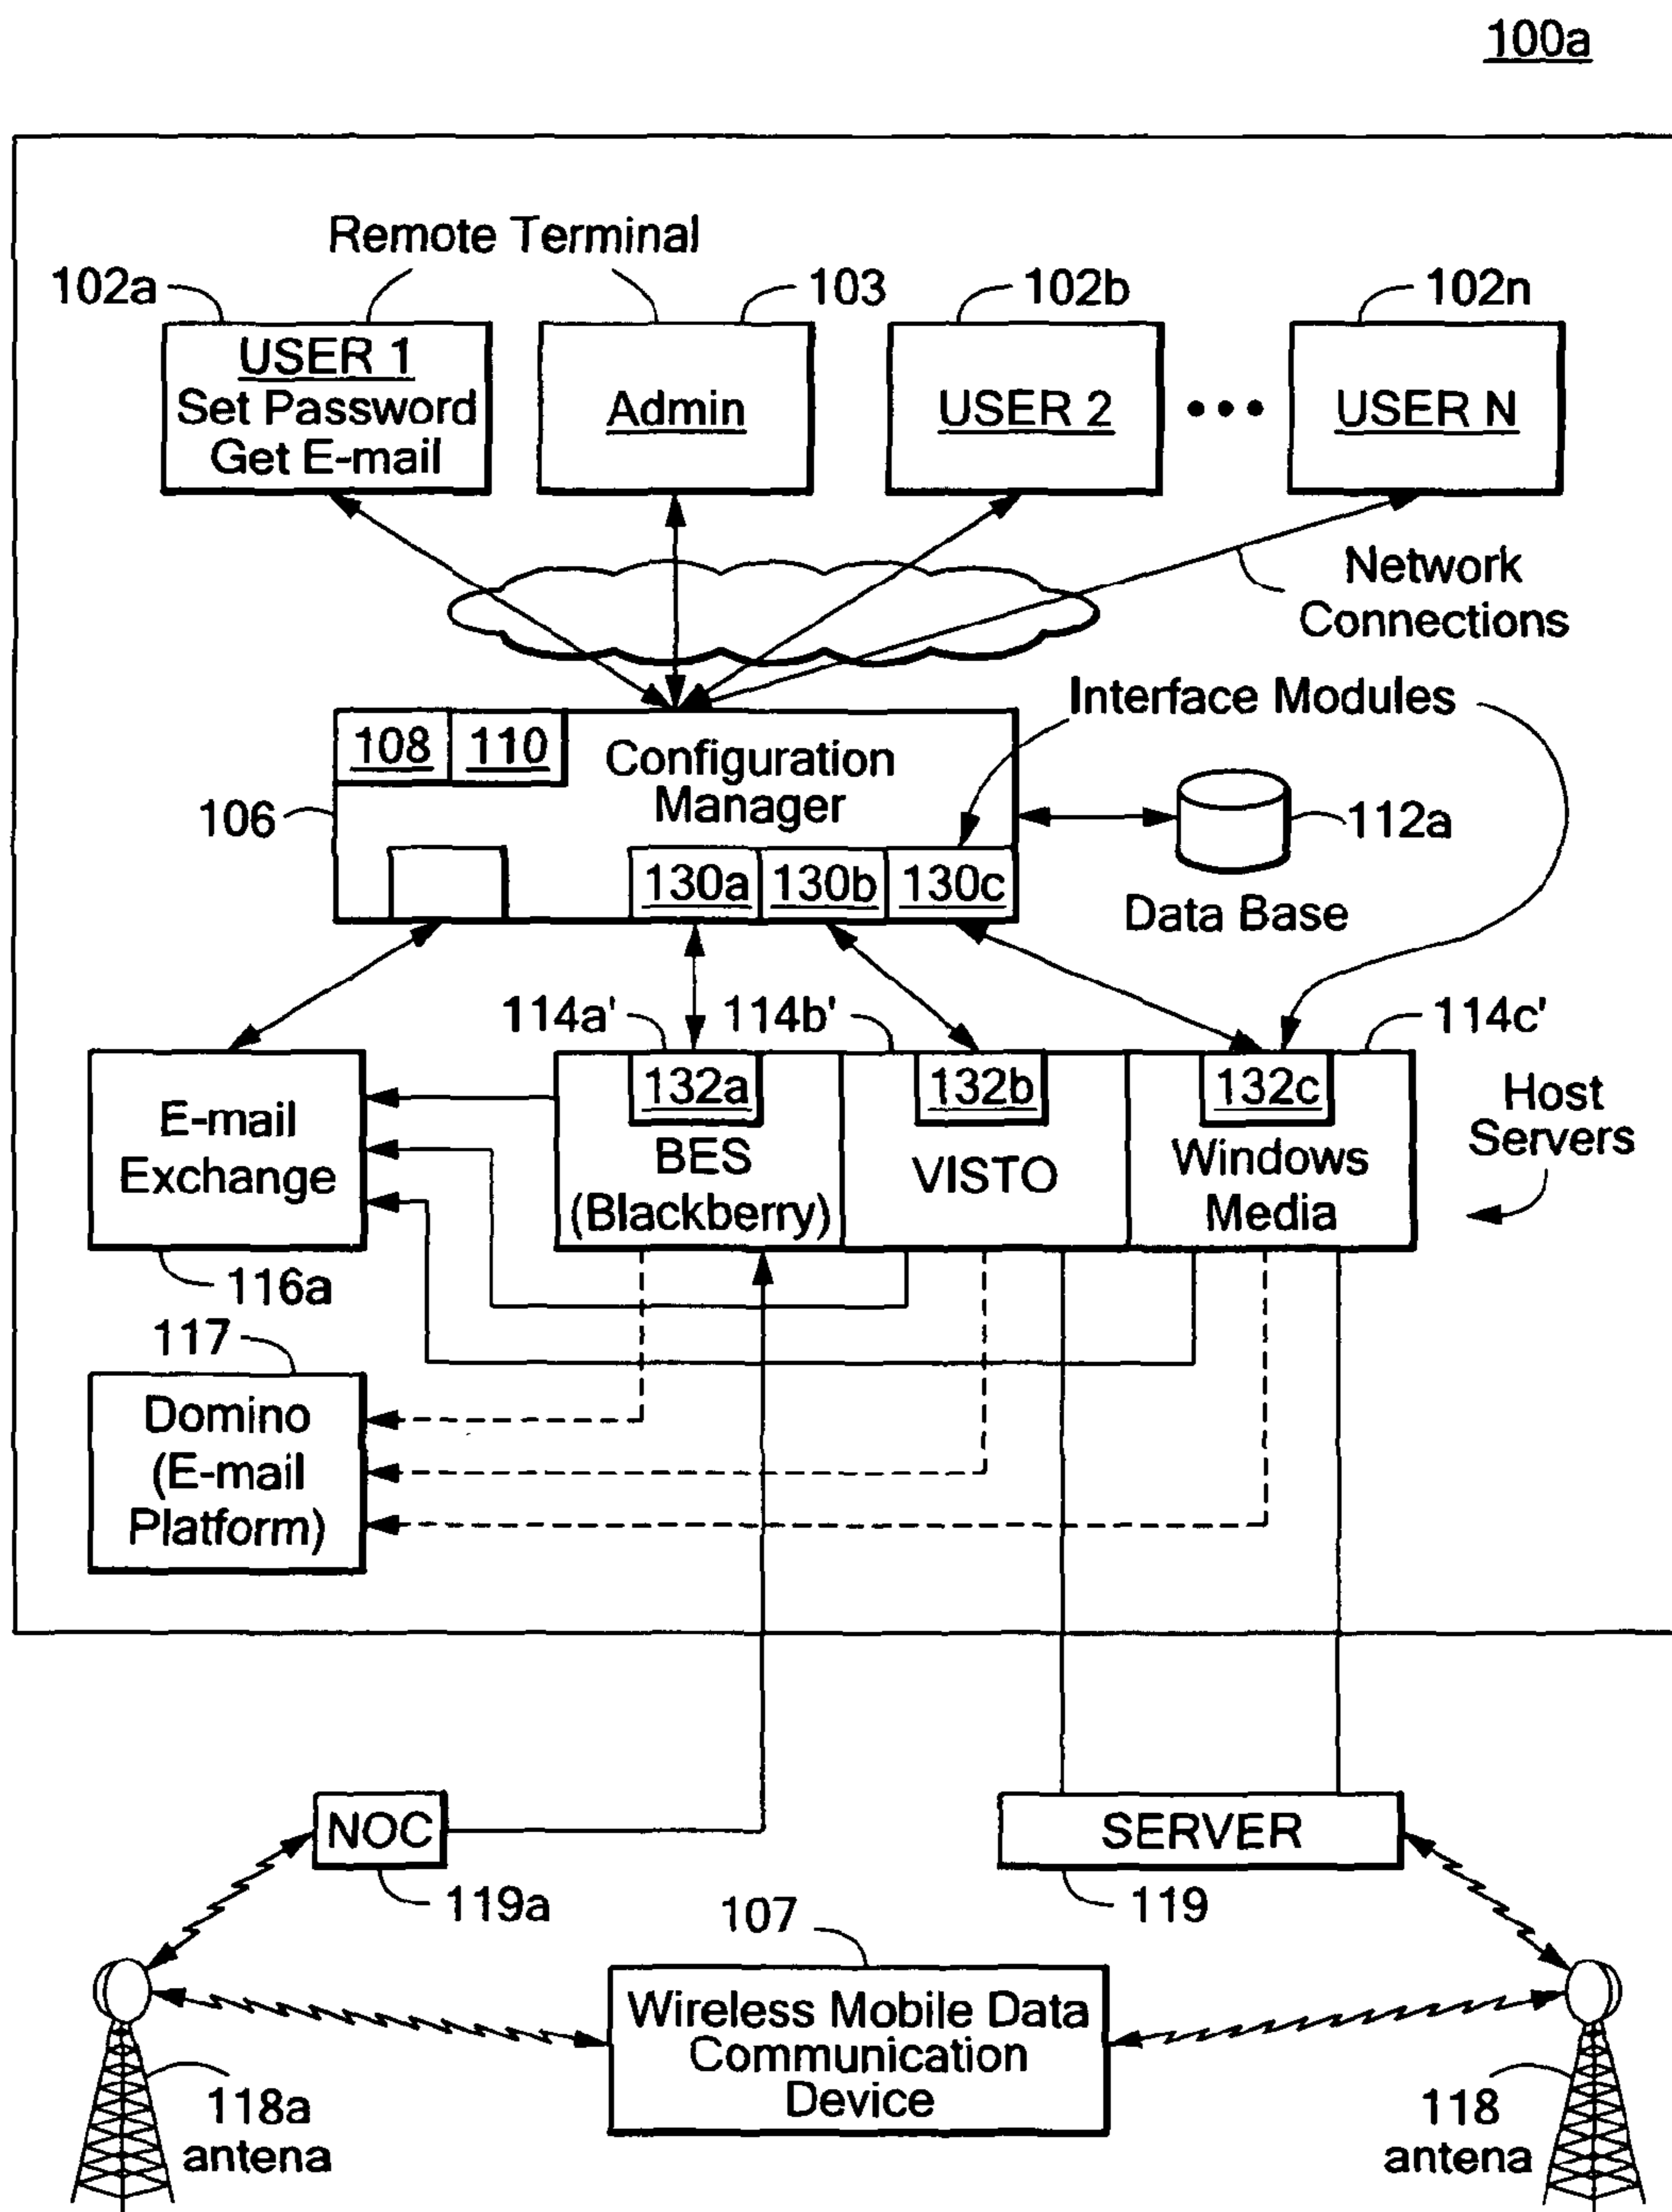 100a
Remote Terminal
102a
103
102b
102n
USER 1
Set Password
Get E-mail
Admin
USER 2
•••
USER N
Network
Connections
Interface Modules
108
110
Configuration
Manager
106
112a
130a
130b
130c
Data Base
114a'
114b'
114c'
132a
132b
132c
E-mail
Exchange
BES
(Blackberry)
VISTO
Windows
Media
Host
Servers
116a
117
Domino
(E-mail
Platform)
NOC
SERVER
119a
119
107
Wireless Mobile Data
Communication
Device
118a
antena
118
antena